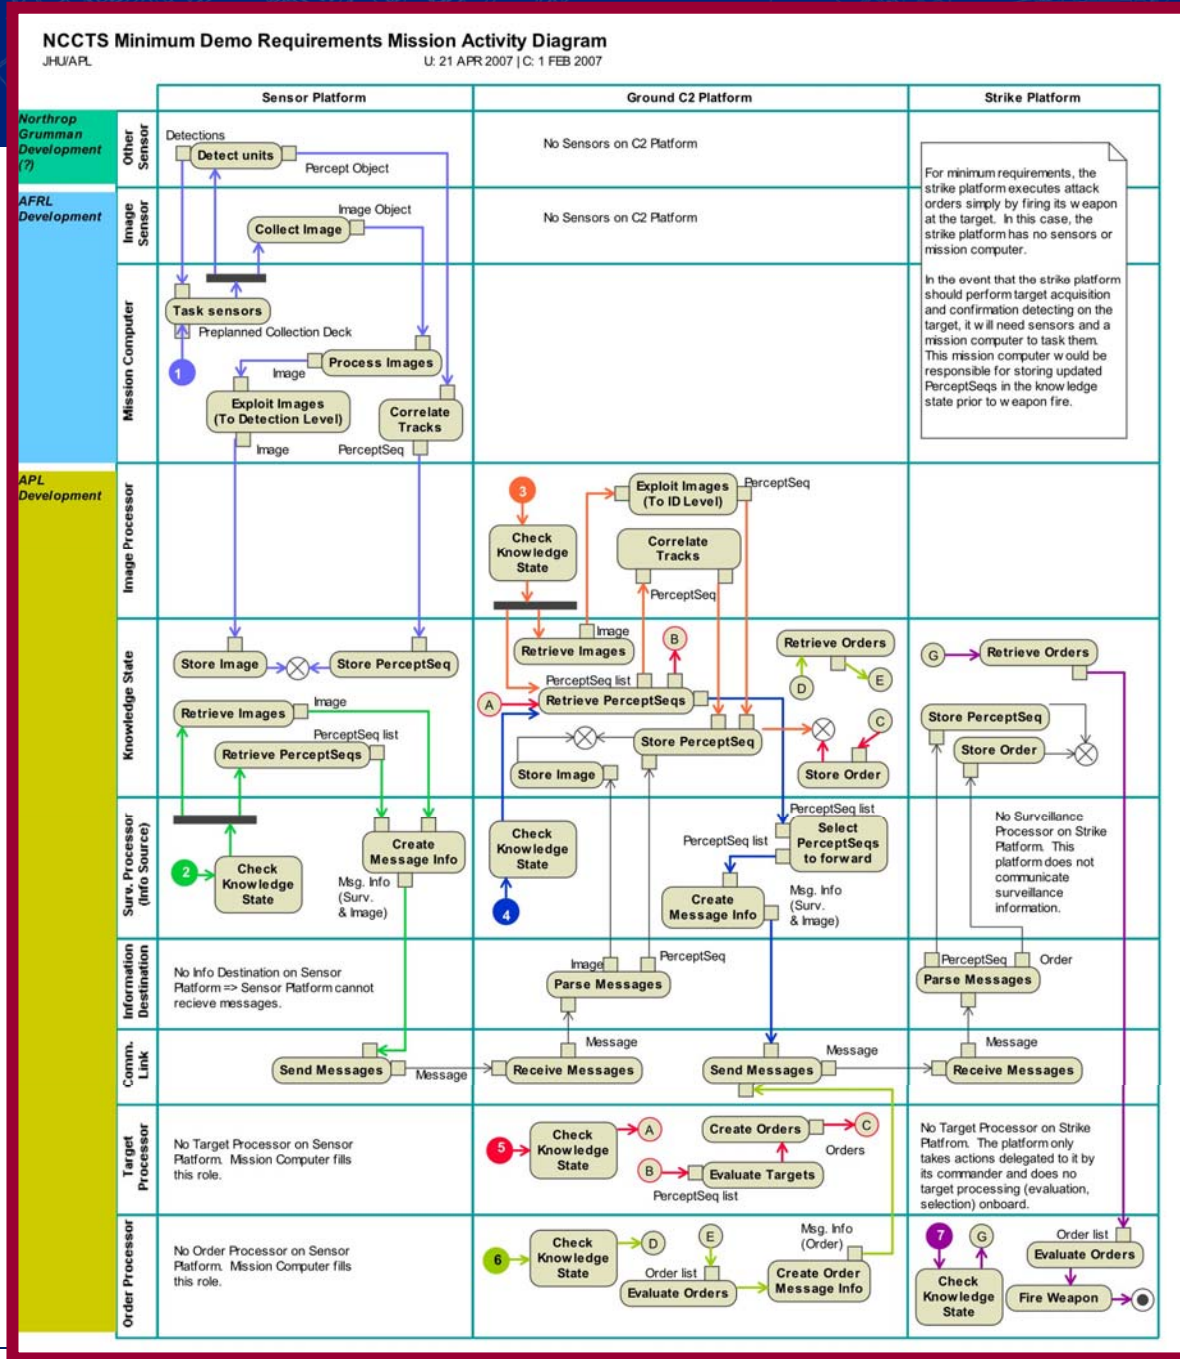 NCCTS Minimum Demo Requirements Mission Activity Diagram
JHU/APL
U: 21 APR 2007 | C: 1 FEB 2007
Sensor Platform
Ground C2 Platform
Strike Platform
Northrop
Grumman
Development
(?)
Other
Sensor
Detections
Detect units
Percept Object
No Sensors on C2 Platform
For minimum requirements, the
strike platform executes attack
orders simply by firing its weapon
at the target. In this case, the
strike platform has no sensors or
mission computer.
In the event that the strike platform
should perform target acquisition
and confirmation detecting on the
target, it will need sensors and a
mission computer to task them.
This mission computer would be
responsible for storing updated
PerceptSeqs in the knowledge
state prior to weapon fire.
AFRL
Development
Image
Sensor
Image Object
Collect Image
No Sensors on C2 Platform
Mission Computer
Task sensors
Preplanned Collection Deck
1
Process Images
Image
Exploit Images
(To Detection Level)
Correlate
Tracks
Image
PerceptSeq
APL
Development
Image Processor
3
Check
Knowledge
State
Exploit Images
(To ID Level)
PerceptSeq
Correlate
Tracks
PerceptSeq
Knowledge State
Store Image
Store PerceptSeq
Retrieve Images
Image
PerceptSeq list
Retrieve PerceptSeqs
Image
Retrieve Images
B
PerceptSeq list
A
Retrieve PerceptSeqs
Store PerceptSeq
Store Image
Retrieve Orders
D
E
C
Store Order
G
Retrieve Orders
Store PerceptSeq
Store Order
Surv. Processor
(Info Source)
2
Check
Knowledge
State
Create
Message Info
Msg. Info
(Surv.
& Image)
Check
Knowledge
State
4
PerceptSeq list
Select
PerceptSeqs
to forward
PerceptSeq list
Create
Message Info
Msg. Info
(Surv.
& Image)
No Surveillance
Processor on Strike
Platform. This
platform does not
communicate
surveillance
information.
Information
Destination
No Info Destination on Sensor
Platform => Sensor Platform cannot
recieve messages.
Image
PerceptSeq
Parse Messages
PerceptSeq
Order
Parse Messages
Comm.
Link
Send Messages
Message
Message
Receive Messages
Send Messages
Message
Message
Receive Messages
Target
Processor
No Target Processor on Sensor
Platform. Mission Computer fills
this role.
5
Check
Knowledge
State
A
B
PerceptSeq list
Create Orders
C
Orders
Evaluate Targets
No Target Processor on Strike
Platfrom. The platform only
takes actions delegated to it by
its commander and does no
target processing (evaluation,
selection) onboard.
Order Processor
No Order Processor on Sensor
Platform. Mission Computer fills
this role.
6
Check
Knowledge
State
D
E
Order list
Evaluate Orders
Msg. Info
(Order)
Create Order
Message Info
7
G
Check
Knowledge
State
Order list
Evaluate Orders
Fire Weapon